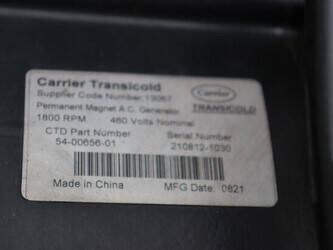 Carrier Transicold
Supplier Code Number: 13067
Carrier
TRANSICOLD
Permanent Magnet A.C. Generator
1800 RPM 460 Volts Nominal
CTD Part Number Serial Number
54-00656-01 210812-1030
Made in China MFG Date: 0821